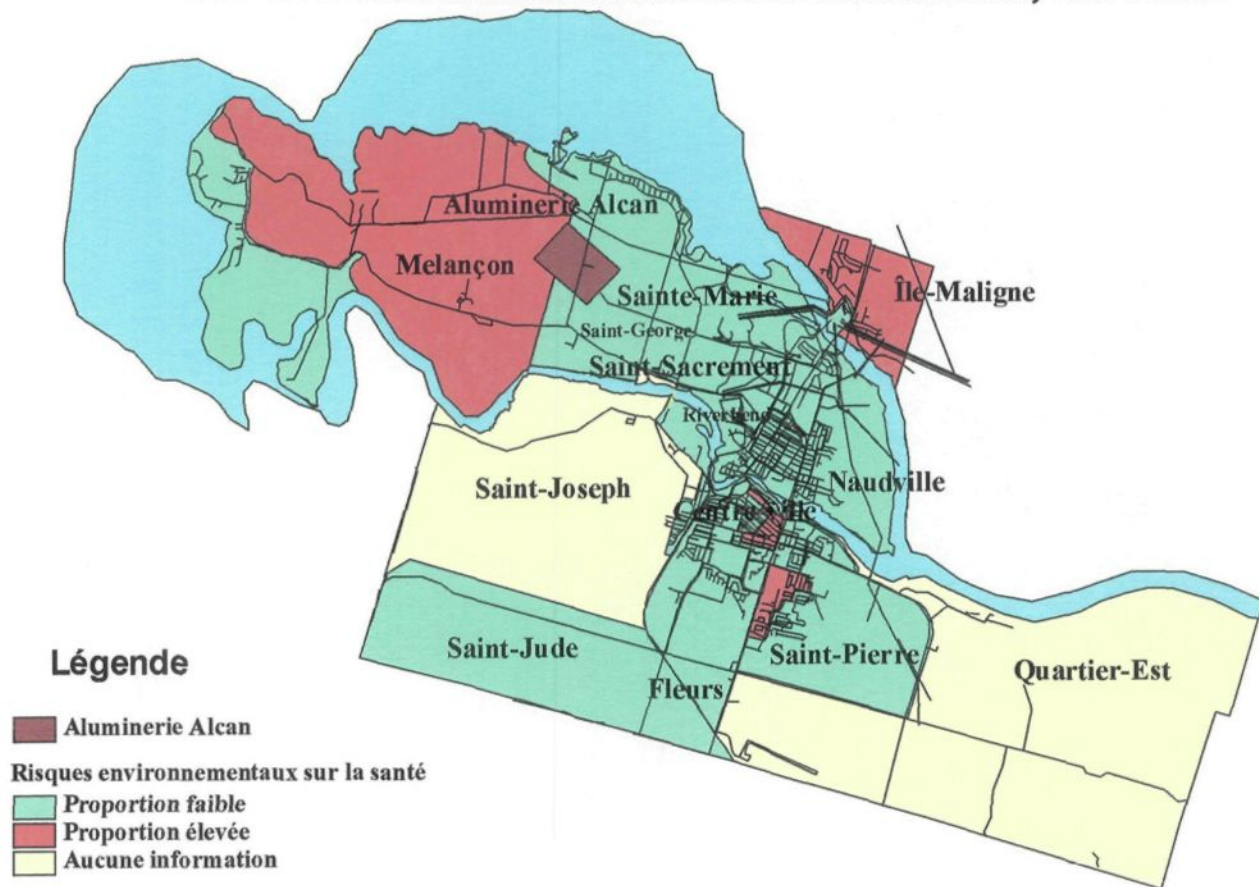 Aluminerie Alcan
Melançon
Île-Maligne
Sainte-Marie
Saint-George
Saint-Sacrement
Riverbend
Saint-Joseph
Naudville
Centre-Ville
Saint-Jude
Saint-Pierre
Quartier-Est
Fleurs
Légende
Aluminerie Alcan
Risques environnementaux sur la santé
Proportion faible
Proportion élevée
Aucune information